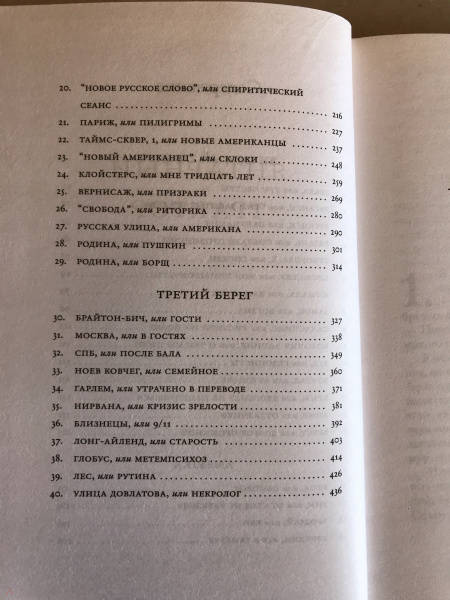 20. "НОВОЕ РУССКОЕ СЛОВО", или СПИРИТИЧЕСКИЙ
СЕАНС 216
21. ПАРИЖ, или ПИЛИГРИМЫ 227
22. ТАЙМС-СКВЕР, 1, или НОВЫЕ АМЕРИКАНЦЫ 237
23. "НОВЫЙ АМЕРИКАНЕЦ", или СКЛОКИ 248
24. КЛОЙСТЕРС, или МНЕ ТРИДЦАТЬ ЛЕТ 259
25. ВЕРНИСАЖ, или ПРИЗРАКИ 269
26. "СВОБОДА", или РИТОРИКА 280
27. РУССКАЯ УЛИЦА, или АМЕРИКАНА 290
28. РОДИНА, или ПУШКИН 301
29. РОДИНА, или БОРЩ 314
ТРЕТИЙ БЕРЕГ
30. БРАЙТОН-БИЧ, или ГОСТИ 327
31. МОСКВА, или В ГОСТЯХ 338
32. СПБ, или ПОСЛЕ БАЛА 349
33. НОЕВ КОВЧЕГ, или СЕМЕЙНОЕ 360
34. ГАРЛЕМ, или УТРАЧЕНО В ПЕРЕВОДЕ 371
35. НИРВАНА, или КРИЗИС ЗРЕЛОСТИ 381
36. БЛИЗНЕЦЫ, или 9/11 392
37. ЛОНГ-АЙЛЕНД, или СТАРОСТЬ 403
38. ГЛОБУС, или МЕТЕМПСИХОЗ 414
39. ЛЕС, или РУТИНА 426
40. УЛИЦА ДОВЛАТОВА, или НЕКРОЛОГ 436